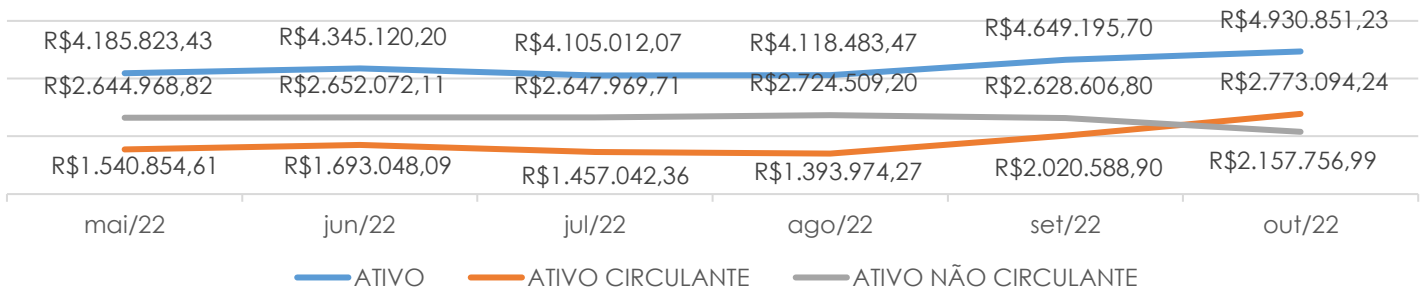 R$4.185.823,43 R$4.345.120,20 R$4.105.012,07 R$4.118.483,47 R$4.649.195,70 R$4.930.851,23
R$2.644.968,82 R$2.652.072,11 R$2.647.969,71 R$2.724.509,20 R$2.628.606,80 R$2.773.094,24
R$1.540.854,61 R$1.693.048,09 R$1.457.042,36 R$1.393.974,27 R$2.020.588,90 R$2.157.756,99
mai/22 jun/22 jul/22 ago/22 set/22 out/22
ATIVO ATIVO CIRCULANTE ATIVO NÃO CIRCULANTE